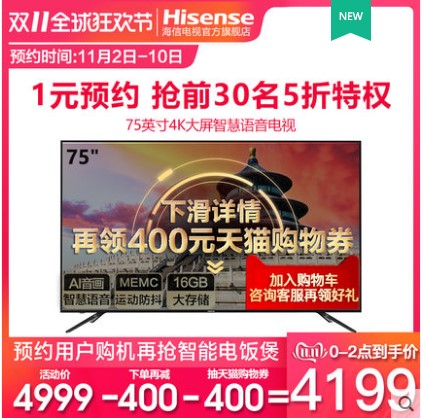 双11全球狂欢节 Hisense
海信电视官方旗舰店
NEW
预约时间:11月2日-10日
1元预约 抢前30名5折特权
75英寸4K大屏智慧语音电视
75"
下滑详情
再领400元天猫购物券
AI音画 MEMC 16GB
智慧语音 运动防抖 大存储
加入购物车
咨询客服再领好礼
预约用户购机再抢智能电饭煲 11.11 0-2点到手价
活动价 下单再减 抽天猫购物券
4999-400-400=4199